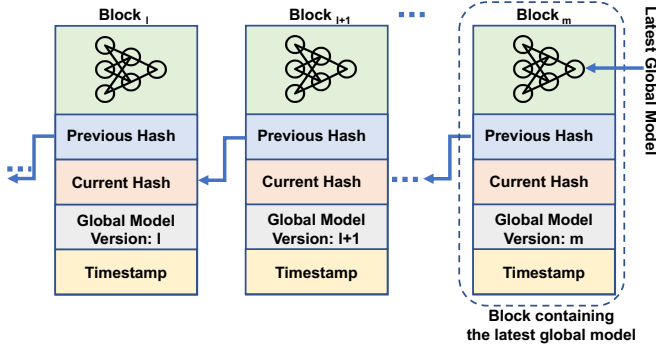 Block l
Previous Hash
Current Hash
Global Model
Version: l
Timestamp
Block l+1
Previous Hash
Current Hash
Global Model
Version: l+1
Timestamp
Block m
Previous Hash
Current Hash
Global Model
Version: m
Timestamp
Latest Global Model
Block containing
the latest global model